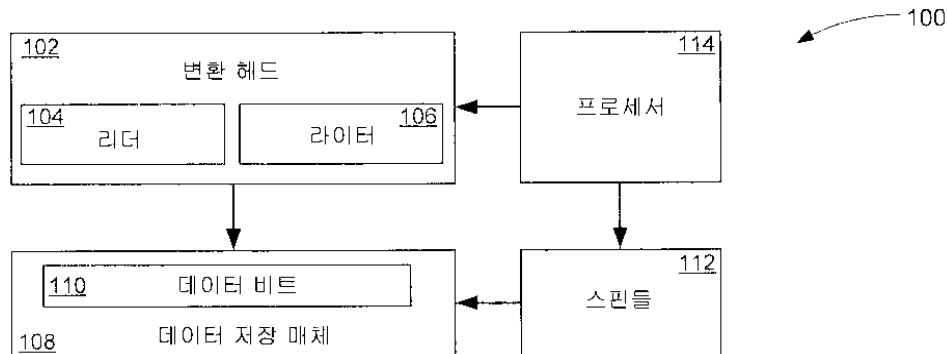 100
102
변환 헤드
104
리더
106
라이터
114
프로세서
110
데이터 비트
108
데이터 저장 매체
112
스핀들